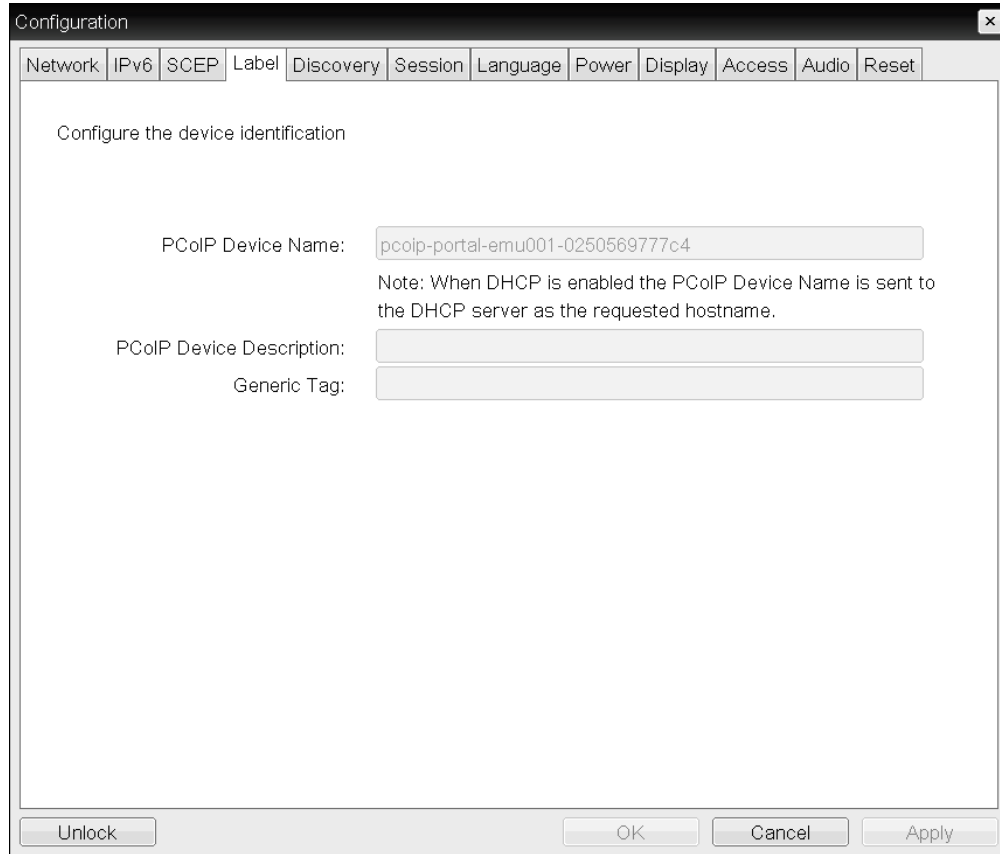 Configuration
Network IPv6 SCEP Label Discovery Session Language Power Display Access Audio Reset
Configure the device identification
PCoIP Device Name: pcoip-portal-emu001-0250569777c4
Note: When DHCP is enabled the PCoIP Device Name is sent to
the DHCP server as the requested hostname.
PCoIP Device Description:
Generic Tag:
Unlock OK Cancel Apply